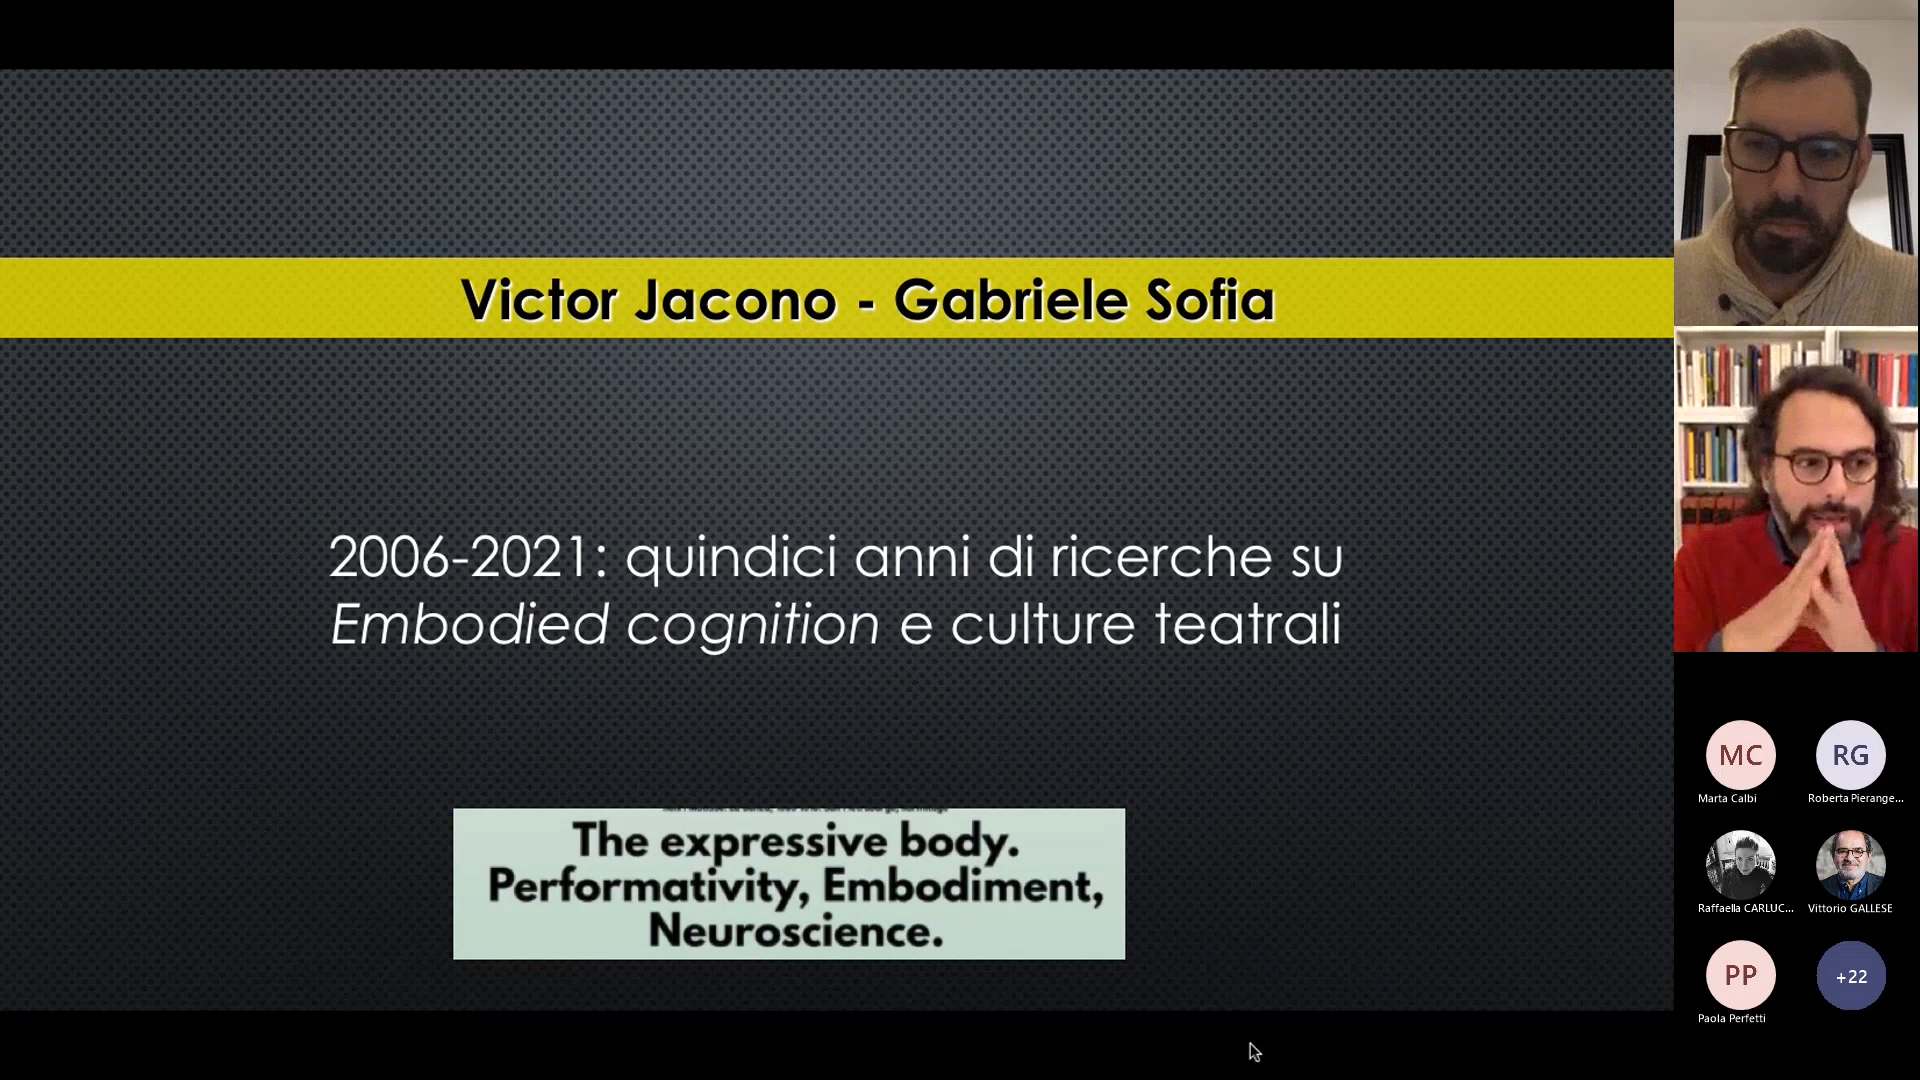 Victor Jacono - Gabriele Sofia
2006-2021: quindici anni di ricerche su
Embodied cognition e culture teatrali
The expressive body.
Performativity, Embodiment,
Neuroscience.
MC
Marta Calbi
RG
Roberta Pierange...
Raffaella CARLUC...
Vittorio GALLESE
PP
Paola Perfetti
+22